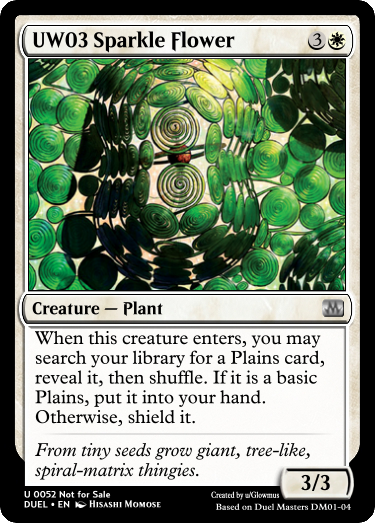 UW03 Sparkle Flower 3
Creature — Plant
When this creature enters, you may
search your library for a Plains card,
reveal it, then shuffle. If it is a basic
Plains, put it into your hand.
Otherwise, shield it.
From tiny seeds grow giant, tree-like,
spiral-matrix thingies.
3/3
U 0052 Not for Sale
DUEL • EN Hisashi Momose
Created by u/Glowmus
Based on Duel Masters DM01-04